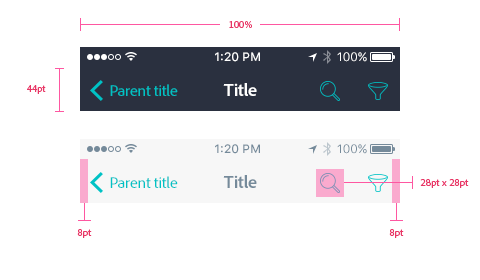 100%
1:20 PM 100%
44pt
Parent title Title
1:20 PM 100%
Parent title Title
28pt x 28pt
8pt 8pt